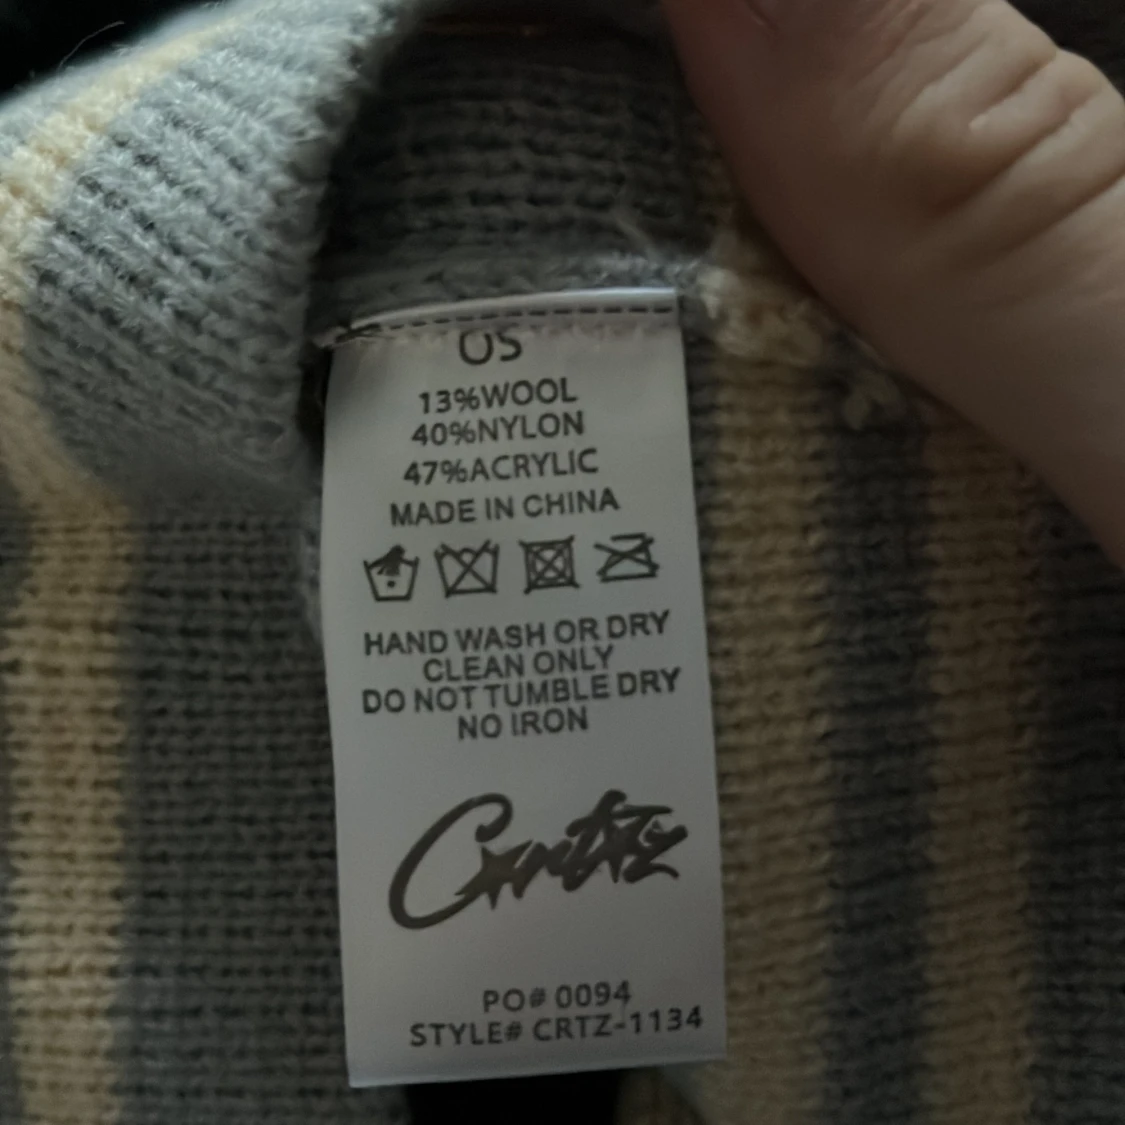 OS
13%WOOL
40%NYLON
47%ACRYLIC
MADE IN CHINA
HAND WASH OR DRY
CLEAN ONLY
DO NOT TUMBLE DRY
NO IRON
Crtz
PO# 0094
STYLE# CRTZ-1134